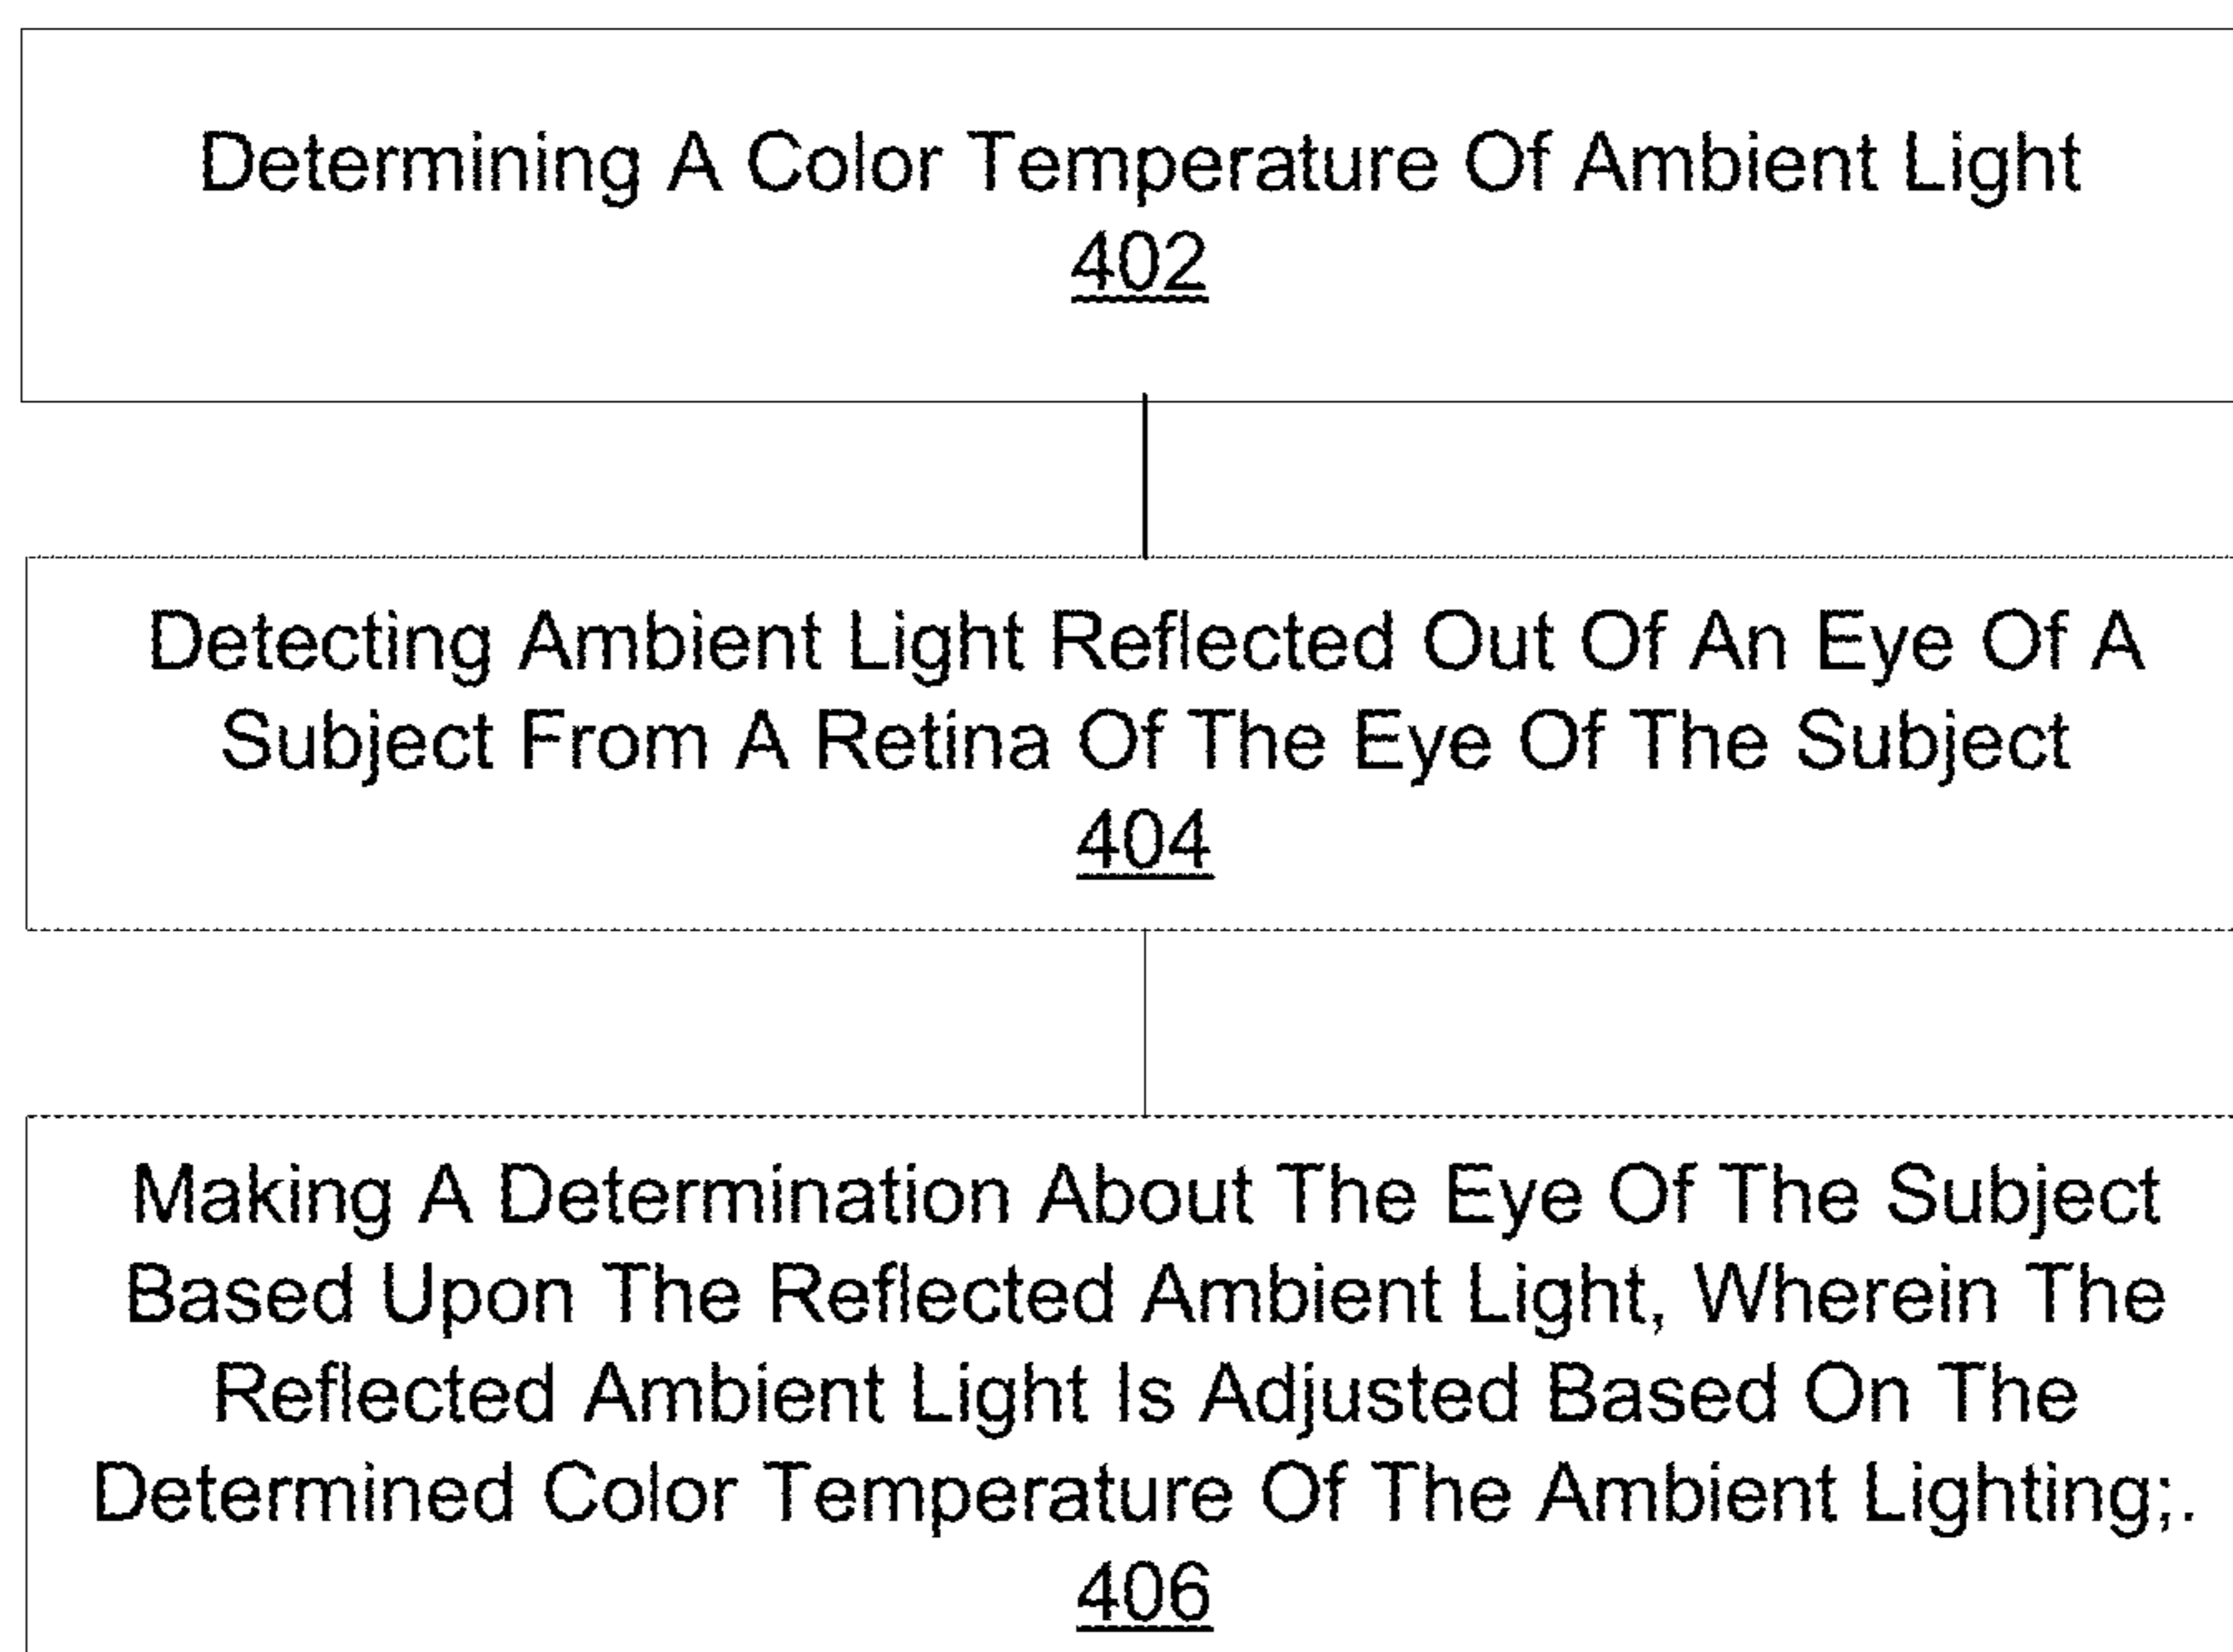 Determining A Color Temperature Of Ambient Light
402
Detecting Ambient Light Reflected Out Of An Eye Of A
Subject From A Retina Of The Eye Of The Subject
404
Making A Determination About The Eye Of The Subject
Based Upon The Reflected Ambient Light, Wherein The
Reflected Ambient Light Is Adjusted Based On The
Determined Color Temperature Of The Ambient Lighting;.
406